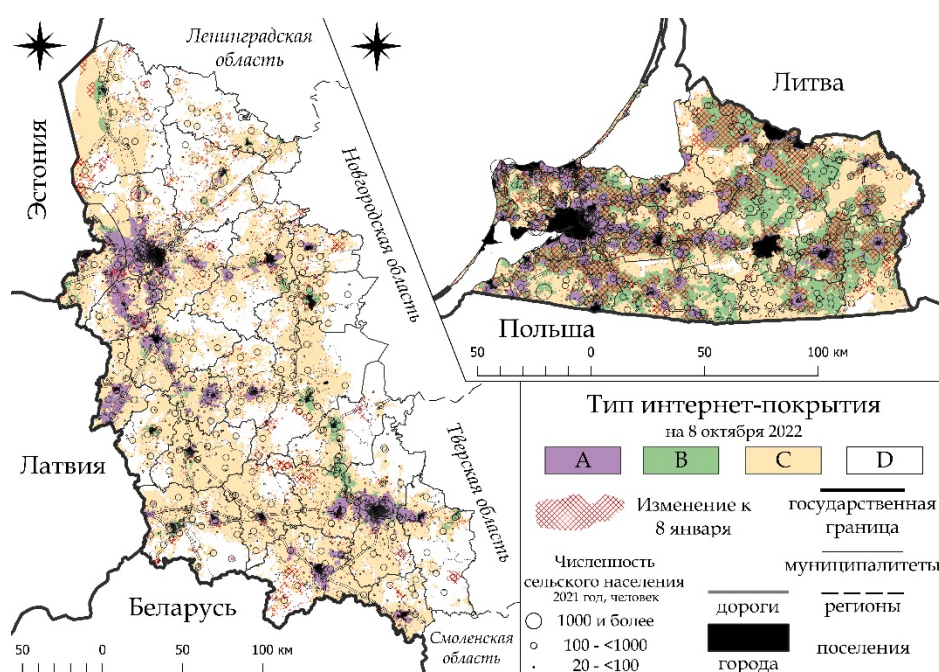 Ленинградская
область
Эстония
Новгородская область
Латвия
Тверская область
Беларусь
Смоленская
область
50 0 50 100 км
Литва
Польша
50 0 50 100 км
Тип интернет-покрытия
на 8 октября 2022
A B C D
Изменение к
8 января
государственная
граница
муниципалитеты
Численность
сельского населения
2021 год, человек
1000 и более
100 - <1000
20 - <100
дороги
регионы
города
поселения